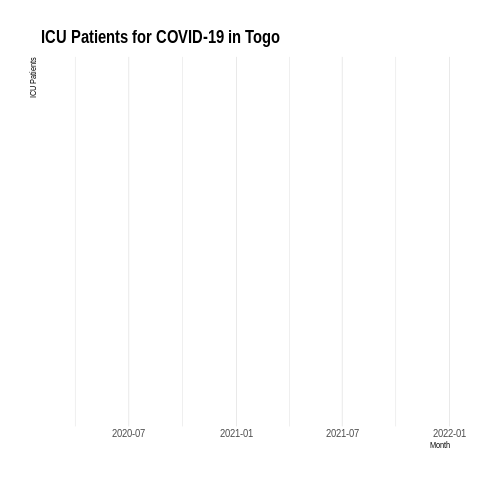 ICU Patients for COVID-19 in Togo
ICU Patients
2020-07
2021-01
2021-07
2022-01
Month